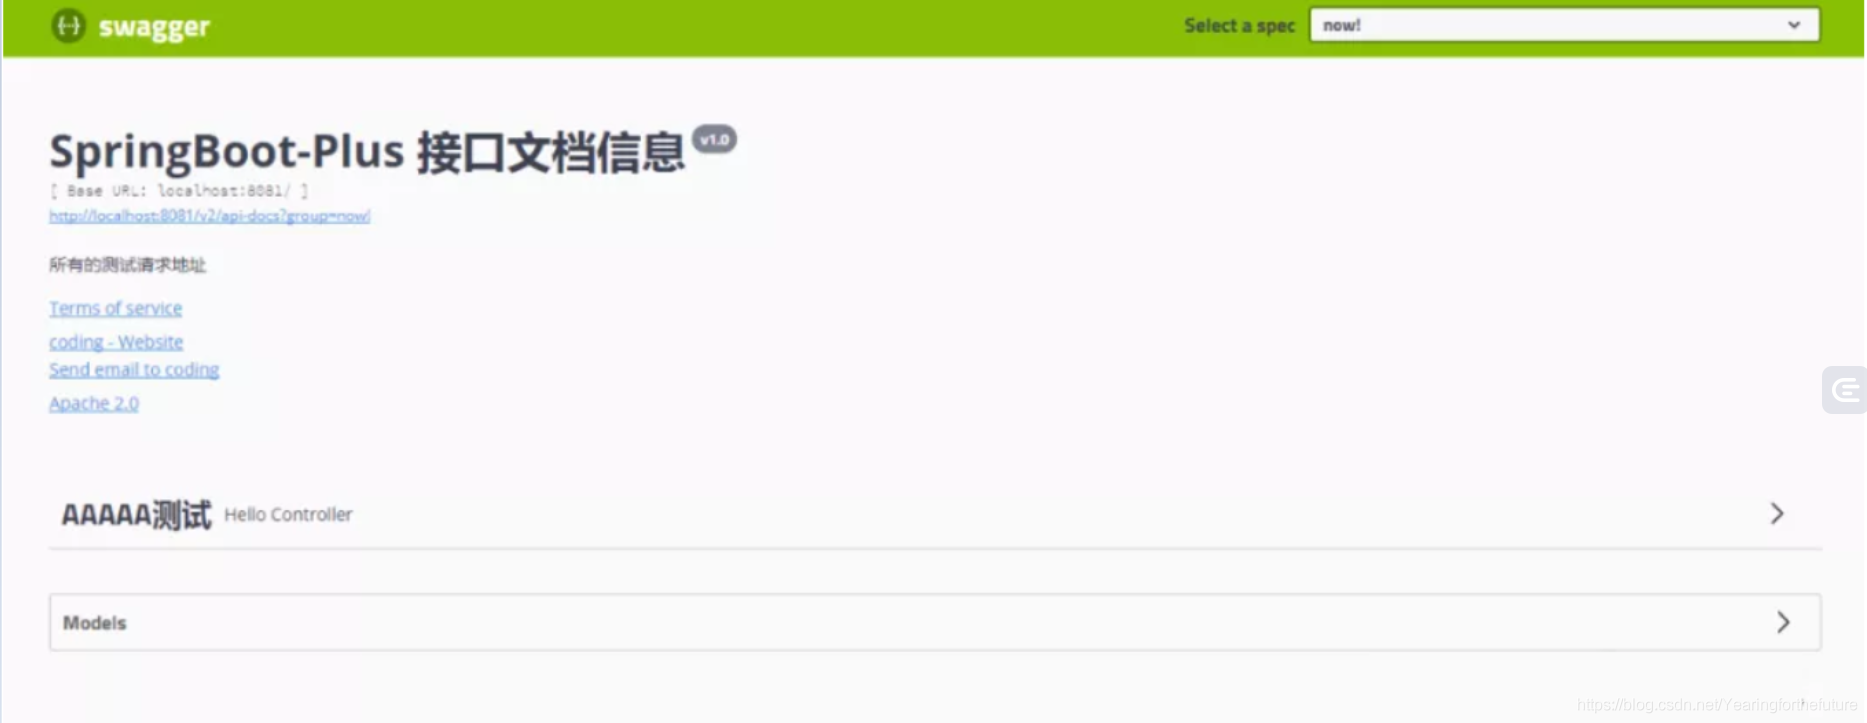 swagger
Select a spec now!
SpringBoot-Plus 接口文档信息 v1.0
[ Base URL: localhost:8081/ ]
http://localhost:8081/v2/api-docs?group=now!
所有的测试请求地址
Terms of service
coding - Website
Send email to coding
Apache 2.0
AAAAA测试 Hello Controller
Models
https://blog.csdn.net/Yearingforthefuture